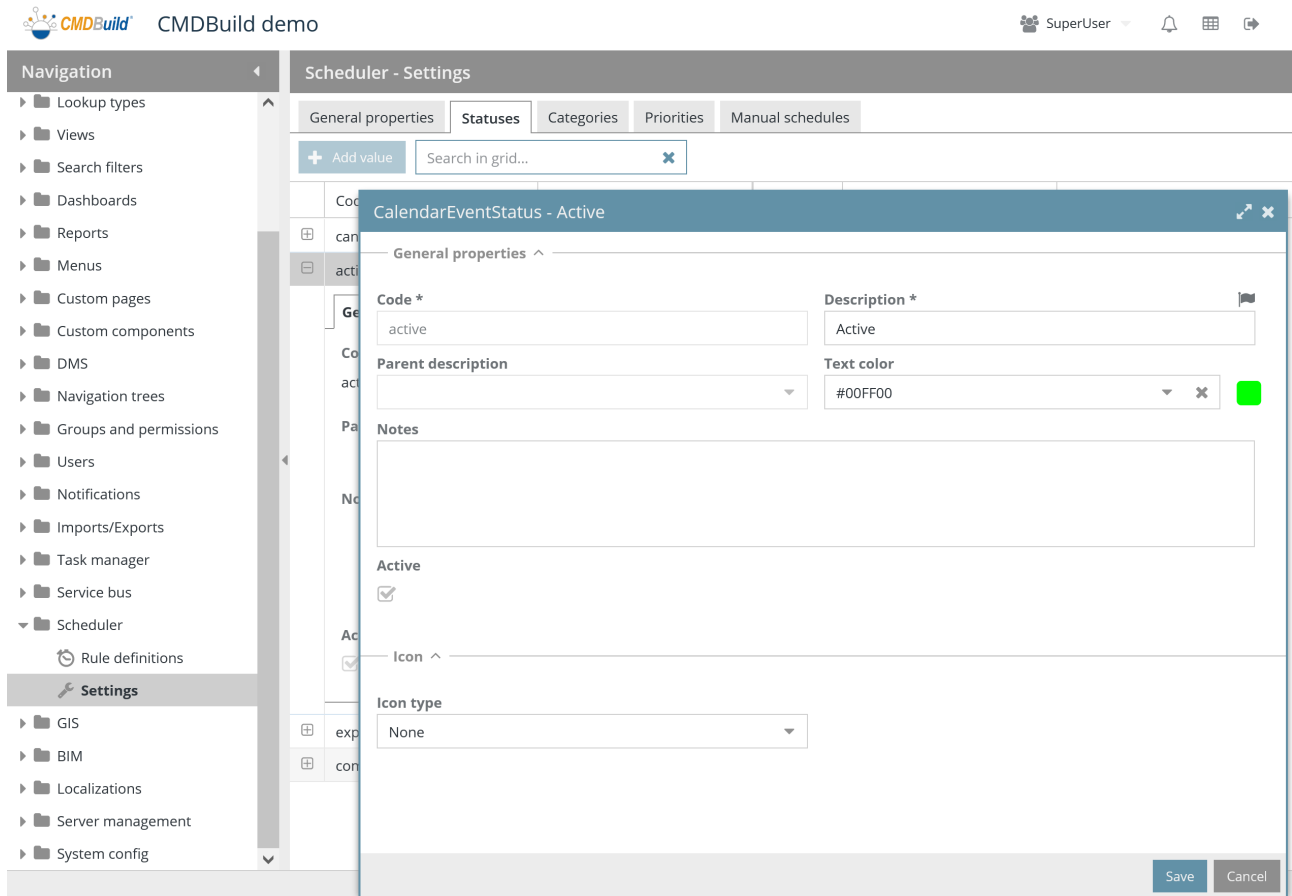 CMDBuild CMDBuild demo SuperUser
Navigation
Lookup types
Views
Search filters
Dashboards
Reports
Menus
Custom pages
Custom components
DMS
Navigation trees
Groups and permissions
Users
Notifications
Imports/Exports
Task manager
Service bus
Scheduler
Rule definitions
Settings
GIS
BIM
Localizations
Server management
System config
Scheduler - Settings
General properties Statuses Categories Priorities Manual schedules
Add value Search in grid...
Coc
can
acti
Ge
Co
act
Pa
No
Ac
exp
con
CalendarEventStatus - Active
General properties
Code * Description *
active Active
Parent description Text color
#00FF00
Notes
Active
Icon
Icon type
None
Save Cancel